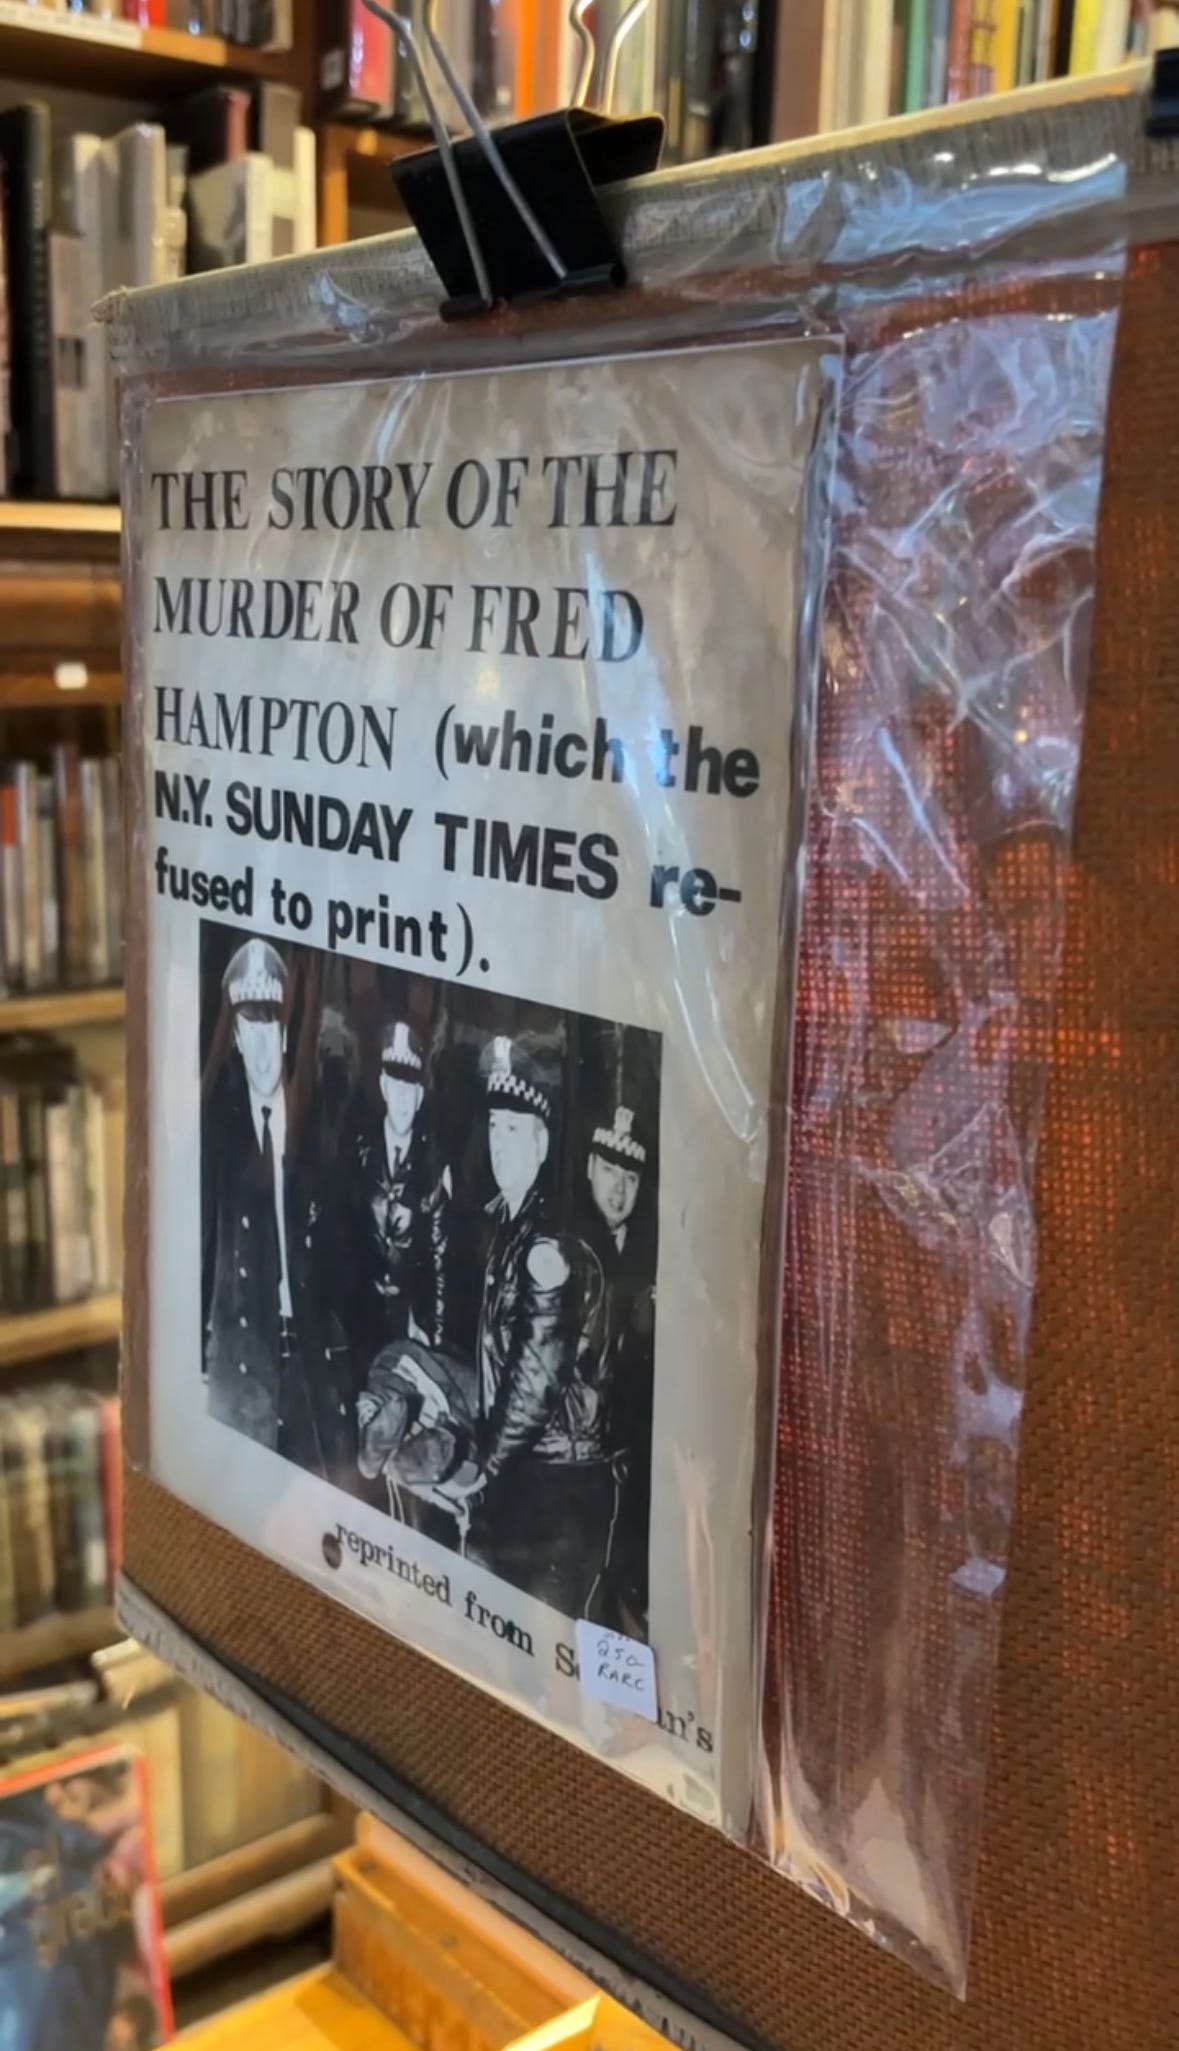 THE STORY OF THE
MURDER OF FRED
HAMPTON (which the
N.Y. SUNDAY TIMES re-
fused to print).
reprinted from
250-
RARE